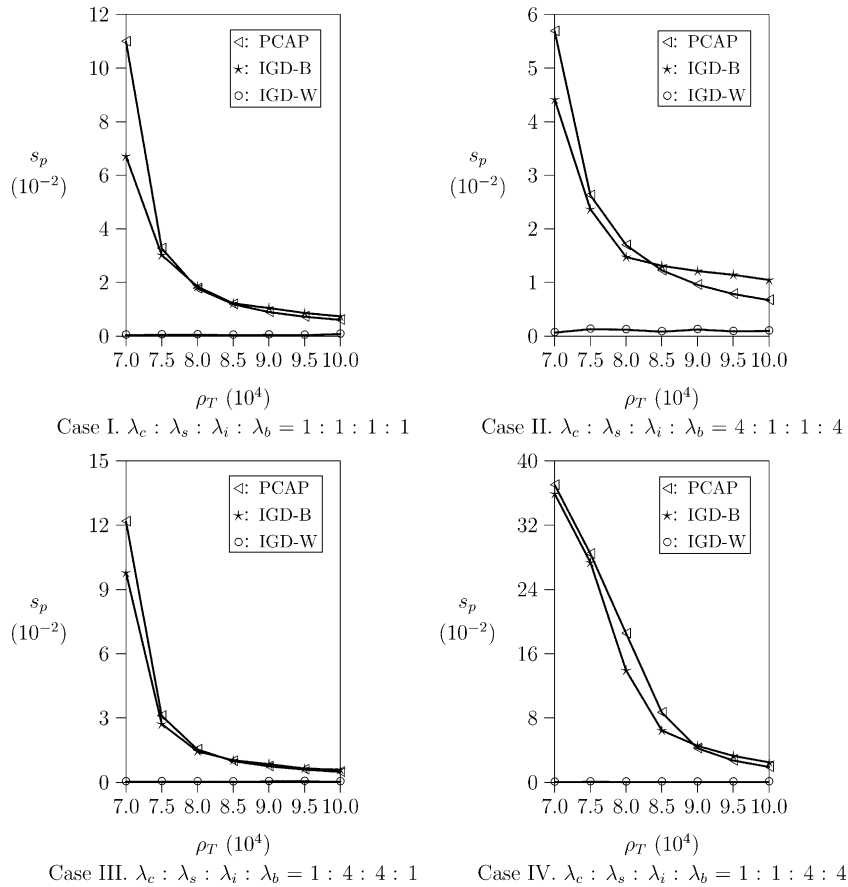 12
10
8
6
4
2
0
s_p
(10^{-2})
◁: PCAP
★: IGD-B
○: IGD-W
7.0 7.5 8.0 8.5 9.0 9.5 10.0
ρ_T (10^4)
Case I. λ_c : λ_s : λ_i : λ_b = 1 : 1 : 1 : 1
6
5
4
3
2
1
0
s_p
(10^{-2})
◁: PCAP
★: IGD-B
○: IGD-W
7.0 7.5 8.0 8.5 9.0 9.5 10.0
ρ_T (10^4)
Case II. λ_c : λ_s : λ_i : λ_b = 4 : 1 : 1 : 4
15
12
9
6
3
0
s_p
(10^{-2})
◁: PCAP
★: IGD-B
○: IGD-W
7.0 7.5 8.0 8.5 9.0 9.5 10.0
ρ_T (10^4)
Case III. λ_c : λ_s : λ_i : λ_b = 1 : 4 : 4 : 1
40
32
24
16
8
0
s_p
(10^{-2})
◁: PCAP
★: IGD-B
○: IGD-W
7.0 7.5 8.0 8.5 9.0 9.5 10.0
ρ_T (10^4)
Case IV. λ_c : λ_s : λ_i : λ_b = 1 : 1 : 4 : 4